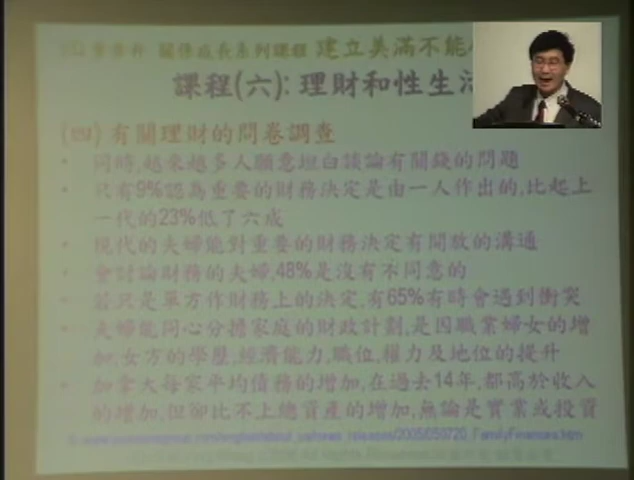 關係成長系列課程 建立美滿不能
課程(六): 理財和性生活
(四) 有關理財的問卷調查
• 同時,越來越多人願意坦白談論有關錢的問題
• 只有9%認為重要的財務決定是由一人作出的,比起上
一代的23%低了六成
• 現代的夫婦能對重要的財務決定有開放的溝通
• 會討論財務的夫婦,48%是沒有不同意的
• 若只是單方作財務上的決定,有65%有時會遇到衝突
• 夫婦能同心分擔家庭的財政計劃,是因職業婦女的增
加,女方的學歷,經濟能力,職位,權力及地位的提升
• 加拿大每家平均債務的增加,在過去14年,都高於收入
的增加,但卻比不上總資產的增加,無論是實業或投資